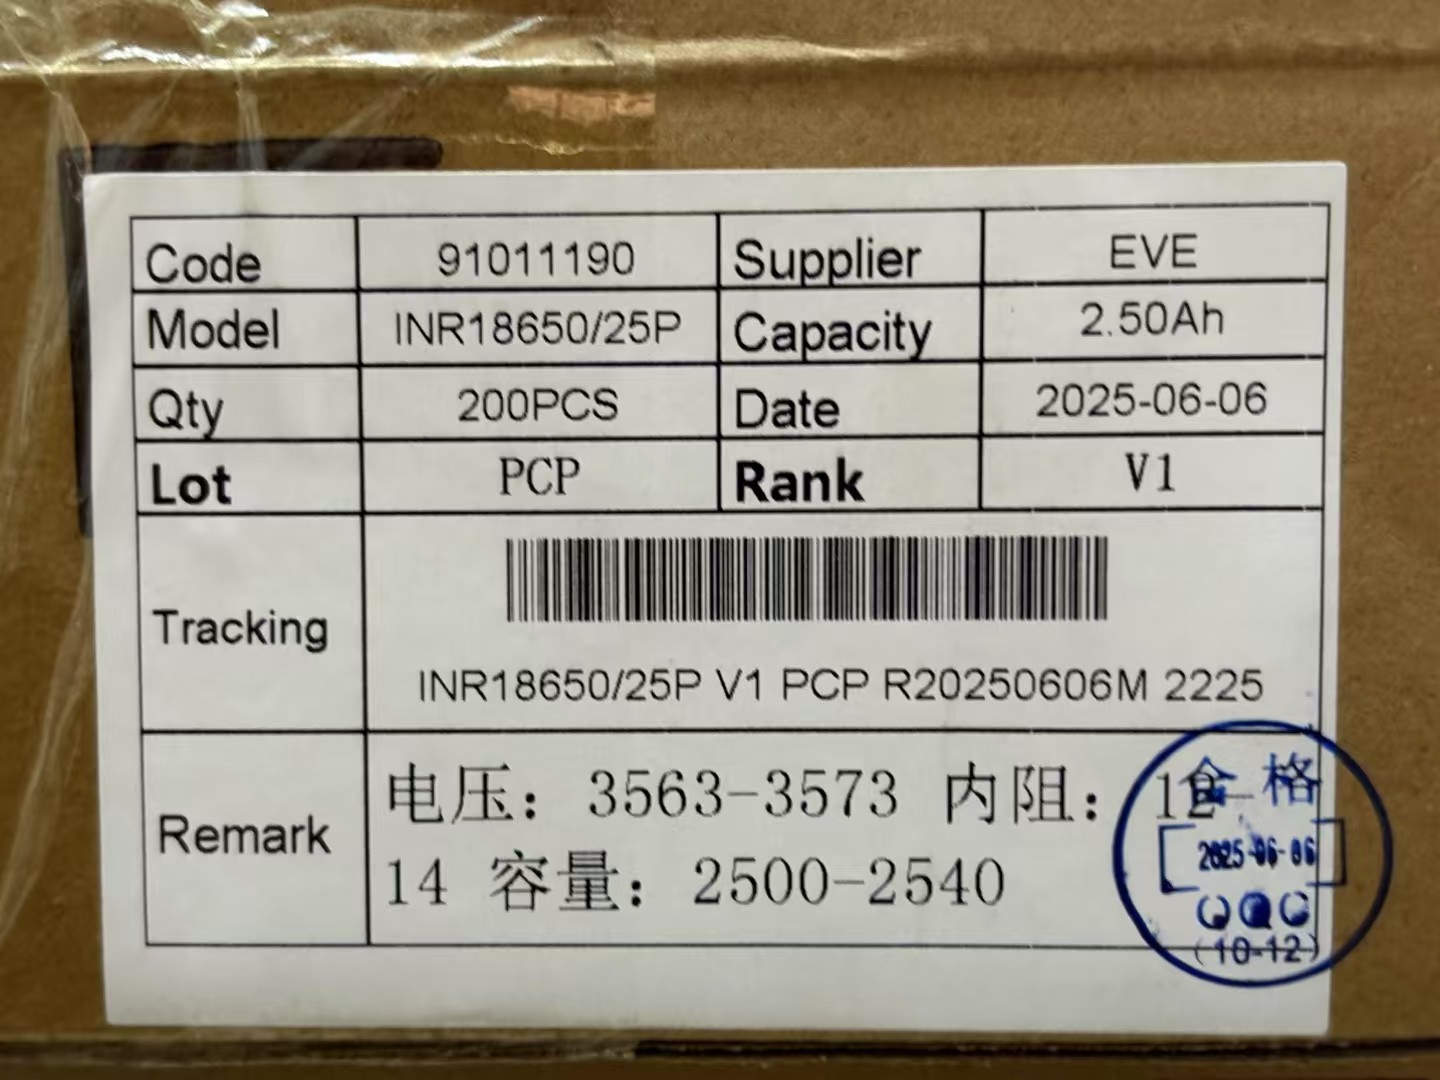 Code 91011190 Supplier EVE
Model INR18650/25P Capacity 2.50Ah
Qty 200PCS Date 2025-06-06
Lot PCP Rank V1
Tracking
INR18650/25P V1 PCP R20250606M 2225
Remark
电压：3563-3573 内阻：12-
14 容量：2500-2540
合格
2025-06-06
QC
(10-12)